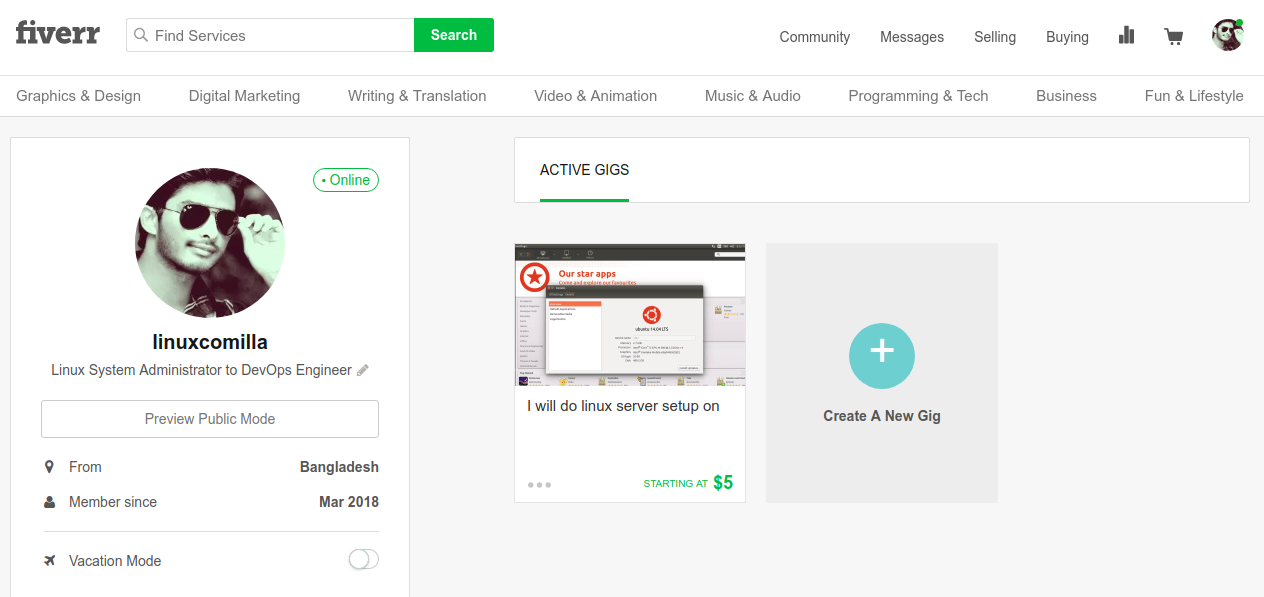 fiverr
Find Services
Search
Community
Messages
Selling
Buying
Graphics & Design
Digital Marketing
Writing & Translation
Video & Animation
Music & Audio
Programming & Tech
Business
Fun & Lifestyle
• Online
linuxcomilla
Linux System Administrator to DevOps Engineer
Preview Public Mode
From
Bangladesh
Member since
Mar 2018
Vacation Mode
ACTIVE GIGS
Our star apps
Come and explore our favourites
ubuntu 14.04 LTS
I will do linux server setup on
STARTING AT $5
Create A New Gig